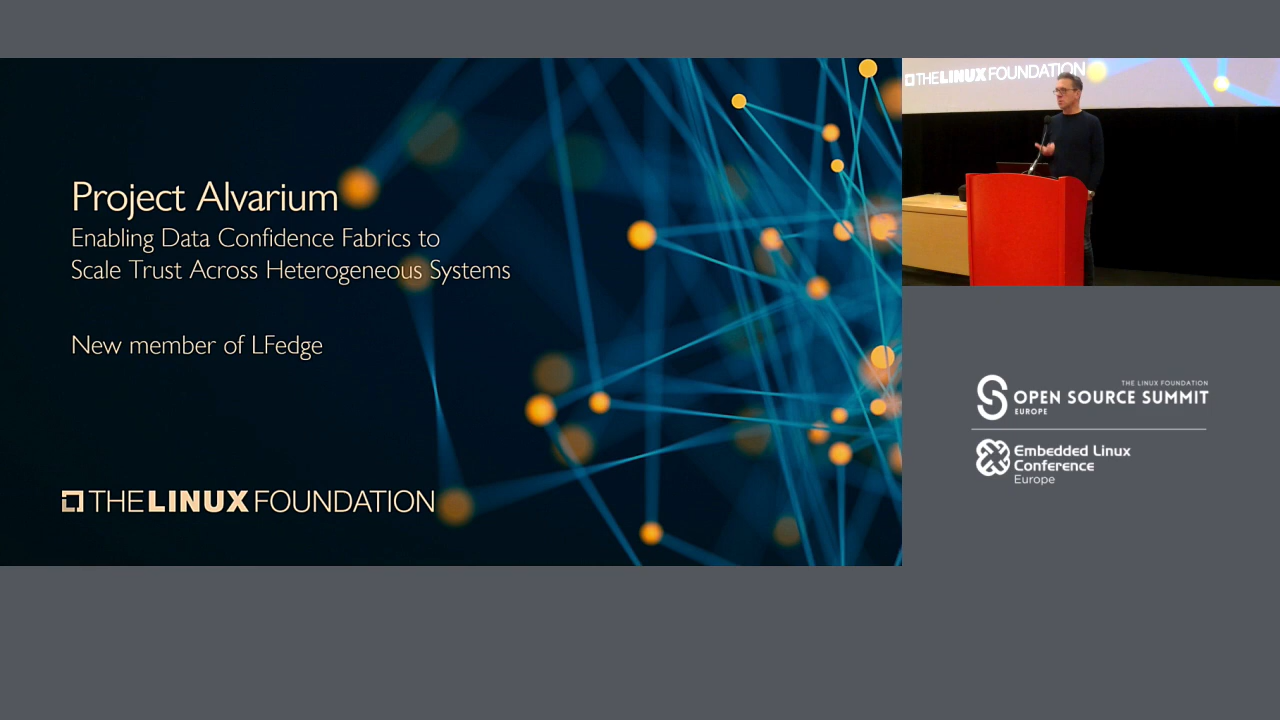 Project Alvarium
Enabling Data Confidence Fabrics to
Scale Trust Across Heterogeneous Systems
New member of LFedge
THE LINUX FOUNDATION
THE LINUX FOUNDATION
THE LINUX FOUNDATION
OPEN SOURCE SUMMIT
EUROPE
Embedded Linux
Conference
Europe